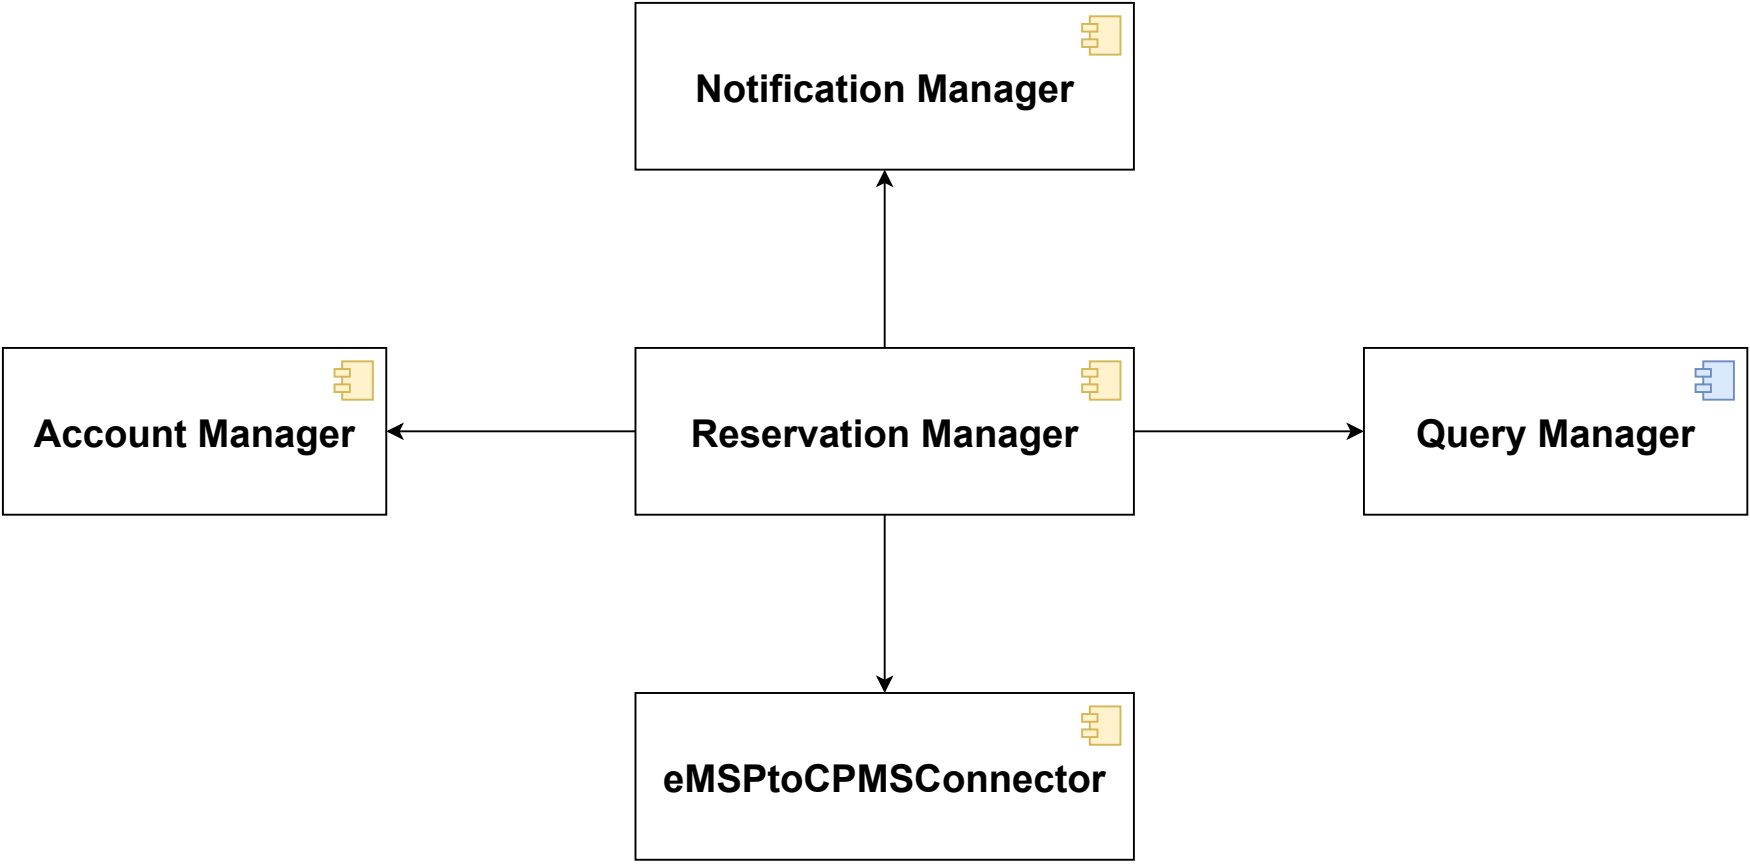 Notification Manager
Account Manager
Reservation Manager
Query Manager
eMSPtoCPMSConnector